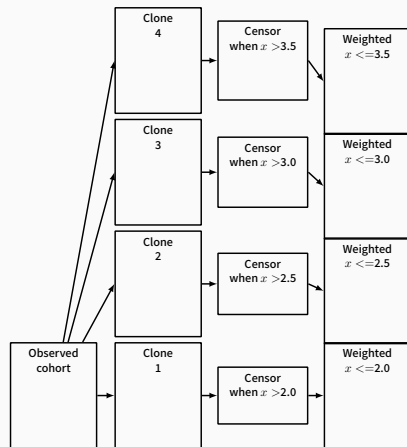 Clone
4
Censor
when x >3.5
Weighted
x <=3.5
Clone
3
Censor
when x >3.0
Weighted
x <=3.0
Clone
2
Censor
when x >2.5
Weighted
x <=2.5
Observed
cohort
Clone
1
Censor
when x >2.0
Weighted
x <=2.0